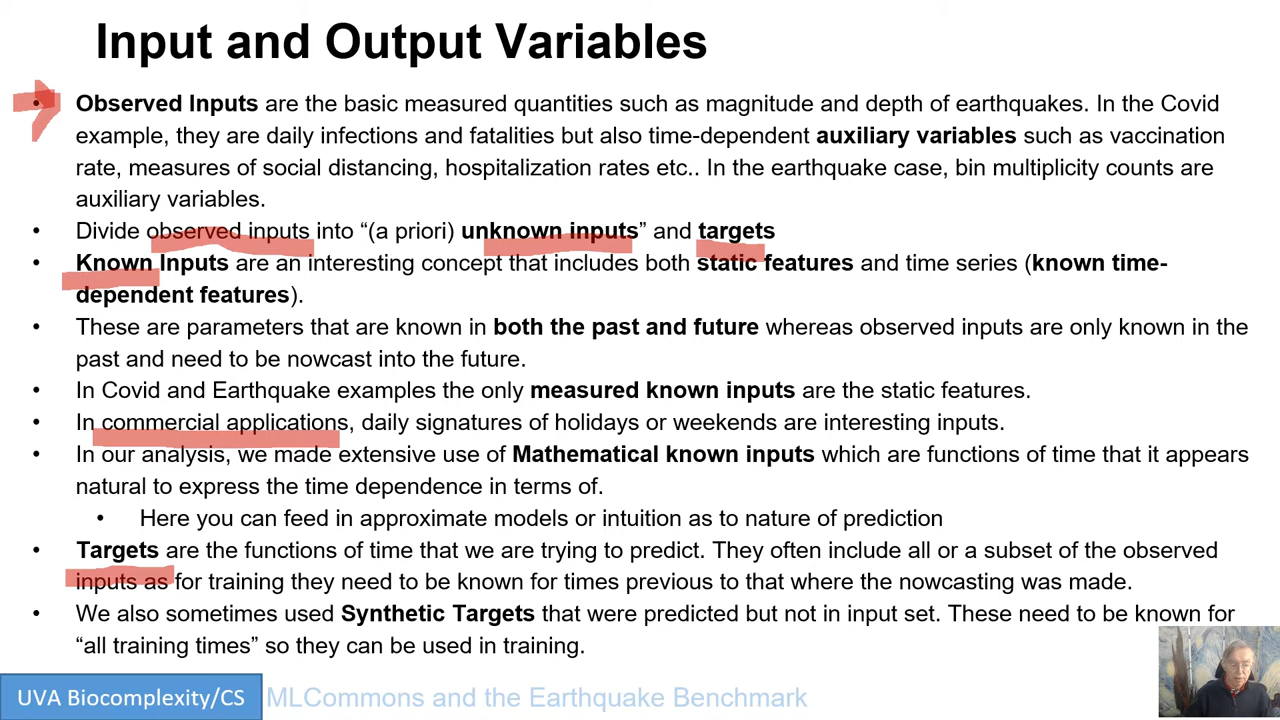 Input and Output Variables
• Observed Inputs are the basic measured quantities such as magnitude and depth of earthquakes. In the Covid
example, they are daily infections and fatalities but also time-dependent auxiliary variables such as vaccination
rate, measures of social distancing, hospitalization rates etc.. In the earthquake case, bin multiplicity counts are
auxiliary variables.
• Divide observed inputs into “(a priori) unknown inputs” and targets
• Known Inputs are an interesting concept that includes both static features and time series (known time-
dependent features).
• These are parameters that are known in both the past and future whereas observed inputs are only known in the
past and need to be nowcast into the future.
• In Covid and Earthquake examples the only measured known inputs are the static features.
• In commercial applications, daily signatures of holidays or weekends are interesting inputs.
• In our analysis, we made extensive use of Mathematical known inputs which are functions of time that it appears
natural to express the time dependence in terms of.
• Here you can feed in approximate models or intuition as to nature of prediction
• Targets are the functions of time that we are trying to predict. They often include all or a subset of the observed
inputs as for training they need to be known for times previous to that where the nowcasting was made.
• We also sometimes used Synthetic Targets that were predicted but not in input set. These need to be known for
“all training times” so they can be used in training.
UVA Biocomplexity/CS MLCommons and the Earthquake Benchmark